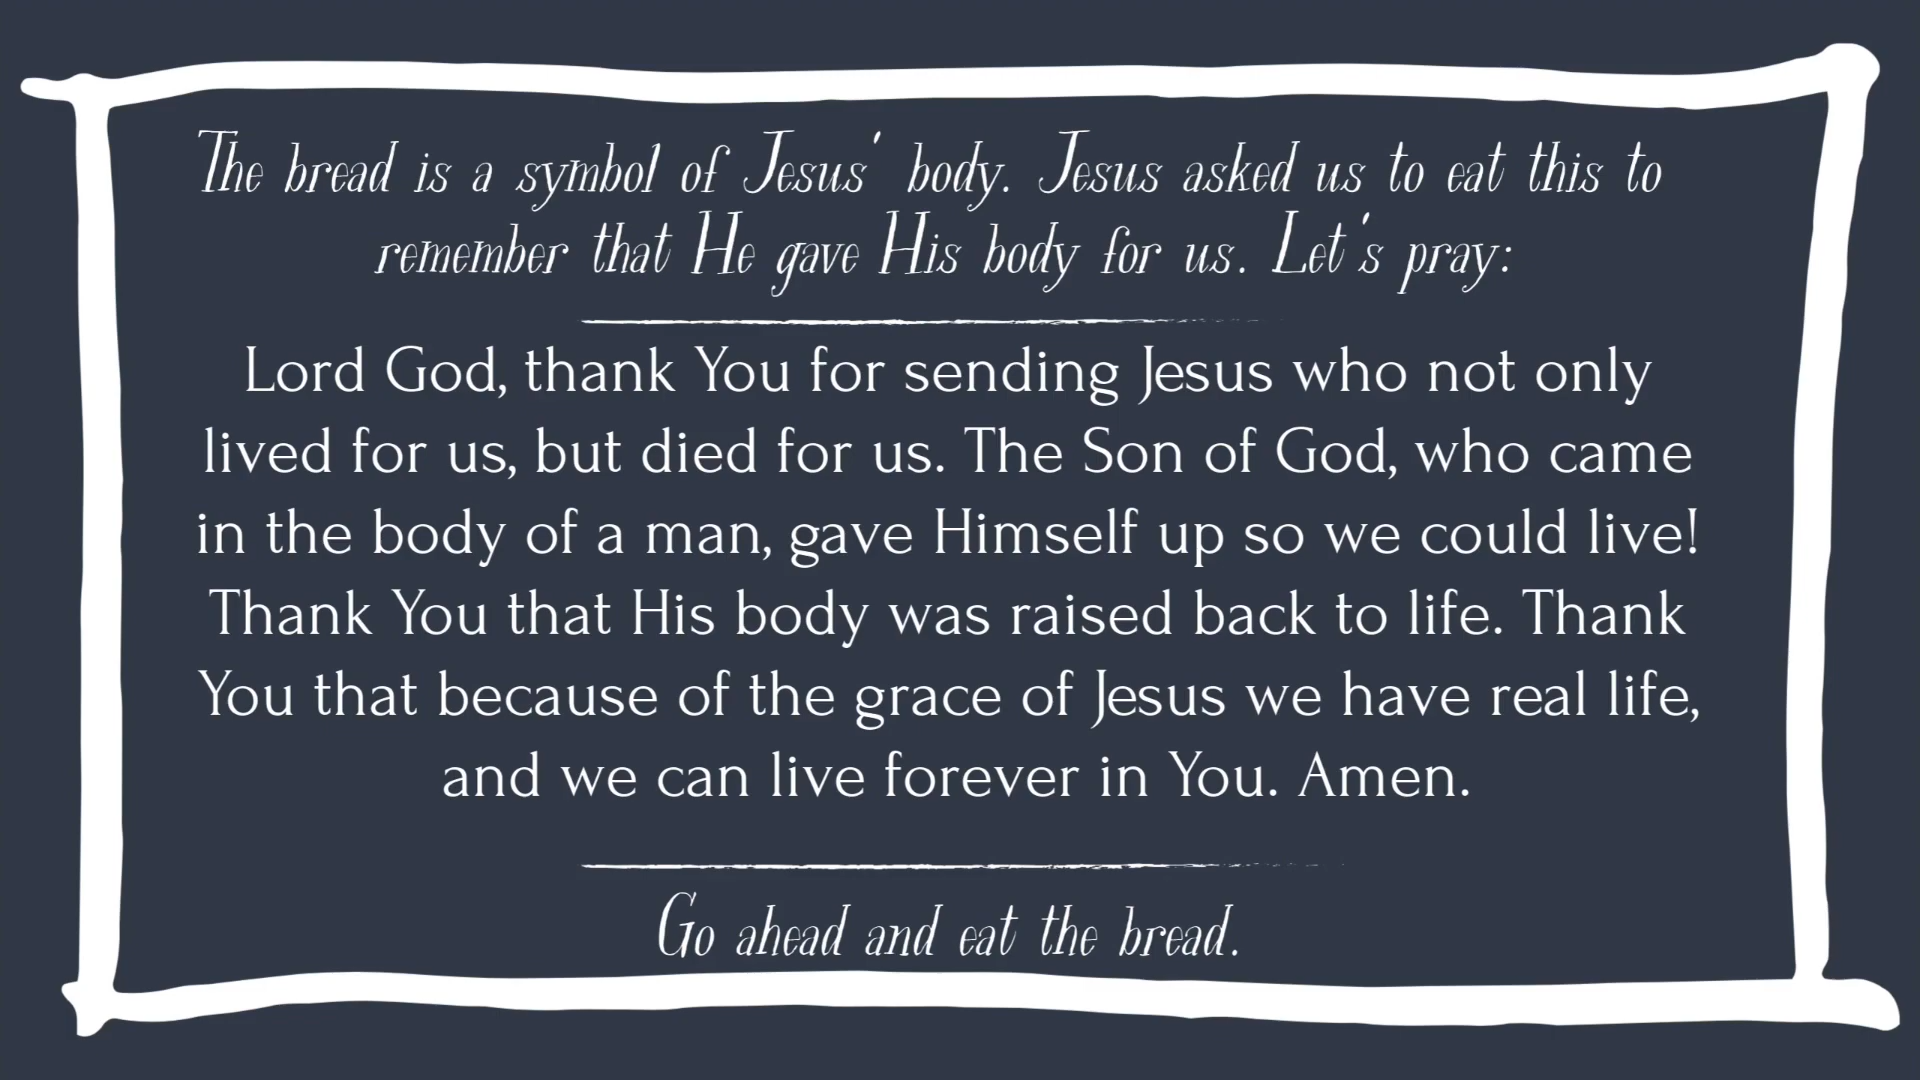 The bread is a symbol of Jesus' body. Jesus asked us to eat this to
remember that He gave His body for us. Let's pray:
Lord God, thank You for sending Jesus who not only
lived for us, but died for us. The Son of God, who came
in the body of a man, gave Himself up so we could live!
Thank You that His body was raised back to life. Thank
You that because of the grace of Jesus we have real life,
and we can live forever in You. Amen.
Go ahead and eat the bread.